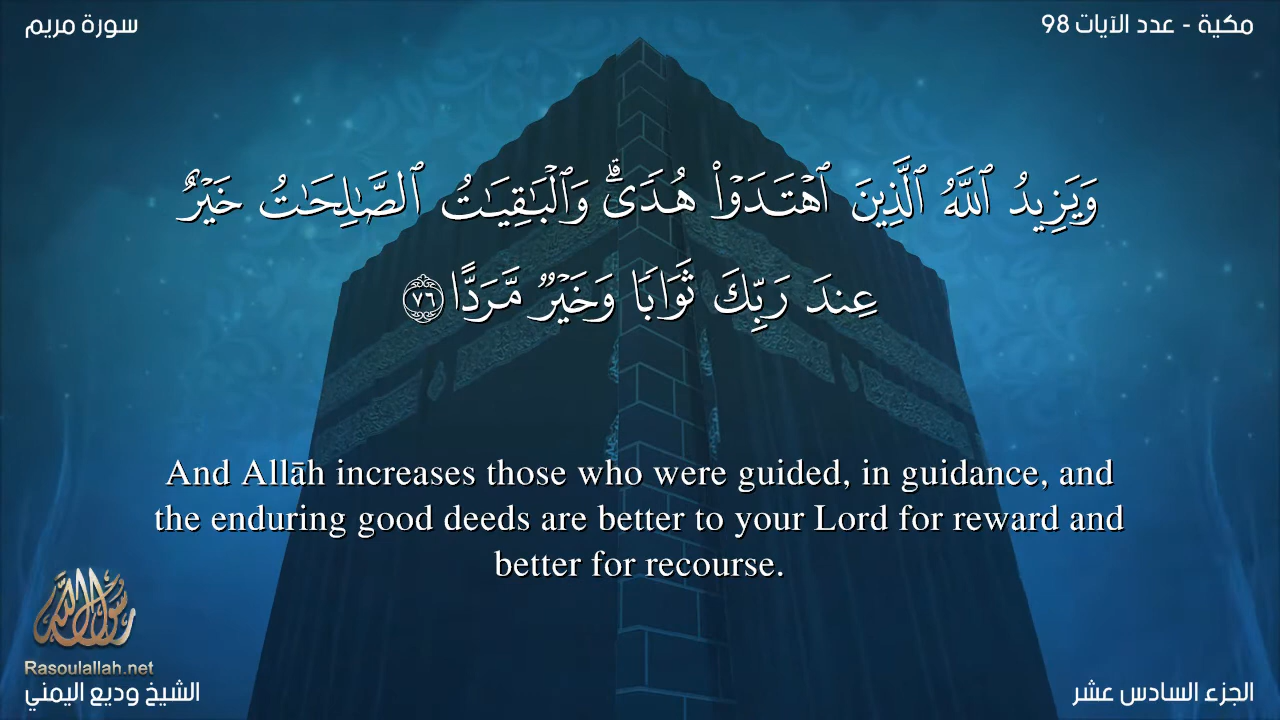 سورة مريم
مكية - عدد الآيات 98
وَيَزِيدُ ٱللَّهُ ٱلَّذِينَ ٱهْتَدَوْا۟ هُدًى ۗ وَٱلْبَـٰقِيَـٰتُ ٱلصَّـٰلِحَـٰتُ خَيْرٌ
عِندَ رَبِّكَ ثَوَابًا وَخَيْرٌ مَّرَدًّا ٧٦
And Allāh increases those who were guided, in guidance, and
the enduring good deeds are better to your Lord for reward and
better for recourse.
رسول الله
Rasoulallah.net
الشيخ وديع اليمني
الجزء السادس عشر